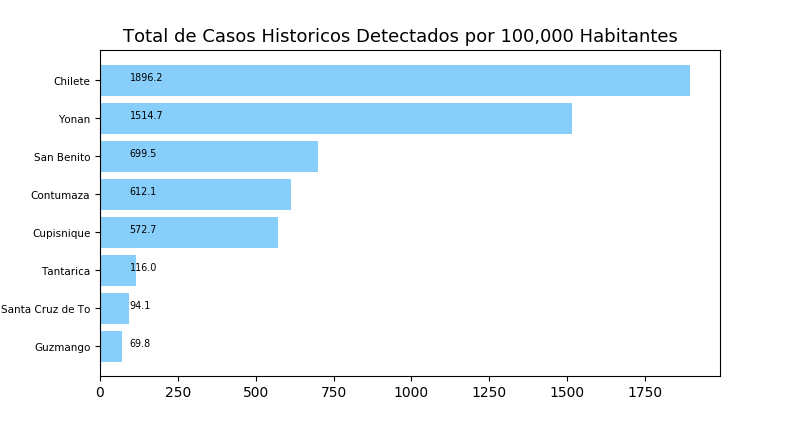 Total de Casos Historicos Detectados por 100,000 Habitantes
Chilete 1896.2
Yonan 1514.7
San Benito 699.5
Contumaza 612.1
Cupisnique 572.7
Tantarica 116.0
Santa Cruz de To 94.1
Guzmango 69.8
0 250 500 750 1000 1250 1500 1750